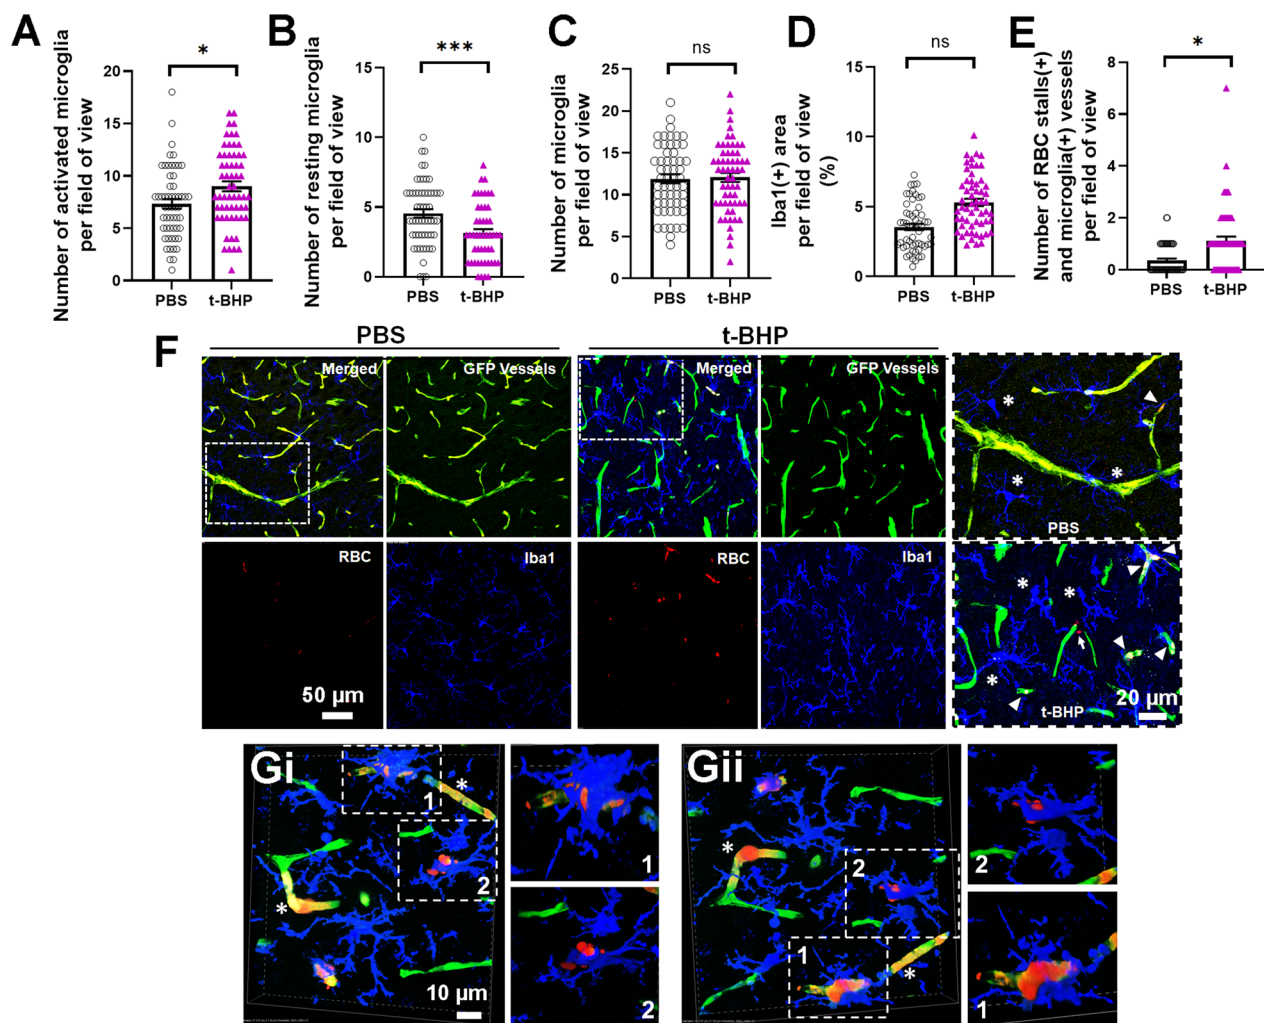 A
Number of activated microglia
per field of view
*
20
15
10
5
0
PBS
t-BHP
B
Number of resting microglia
per field of view
***
15
10
5
0
PBS
t-BHP
C
Number of microglia
per field of view
ns
25
20
15
10
5
0
PBS
t-BHP
D
Iba1(+) area
per field of view
(%)
ns
15
10
5
0
PBS
t-BHP
E
Number of RBC stalls(+)
and microglia(+) vessels
per field of view
*
8
6
4
2
0
PBS
t-BHP
F
PBS
t-BHP
Merged
GFP Vessels
Merged
GFP Vessels
*
*
*
PBS
RBC
50 µm
Iba1
RBC
Iba1
*
*
*
20 µm
t-BHP
Gi
1
*
2
*
10 µm
1
2
Gii
*
2
1
*
2
1